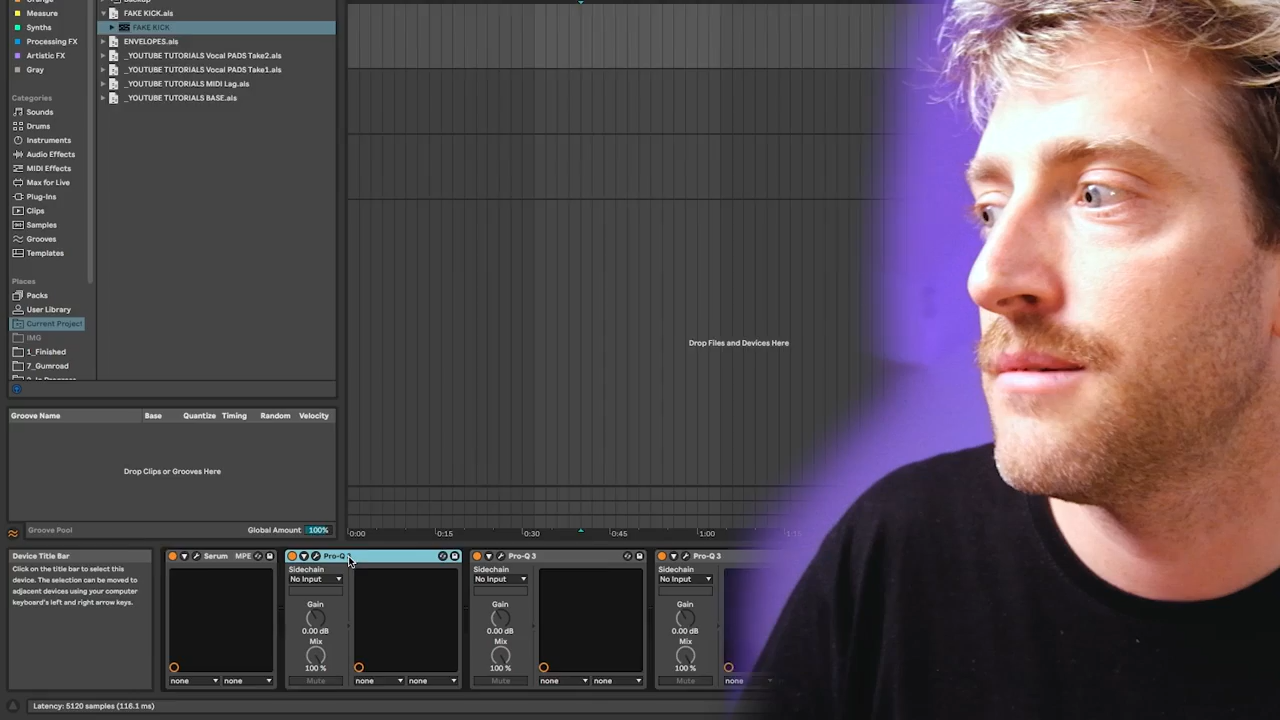 FAKE KICK.als
Measure
FAKE KICK
Synths
ENVELOPES.als
Processing FX
_YOUTUBE TUTORIALS Vocal PADS Take2.als
Artistic FX
_YOUTUBE TUTORIALS Vocal PADS Take1.als
Gray
_YOUTUBE TUTORIALS MIDI Lag.als
_YOUTUBE TUTORIALS BASE.als
Categories
Sounds
Drums
Instruments
Audio Effects
MIDI Effects
Max for Live
Plug-Ins
Clips
Samples
Grooves
Templates
Places
Packs
User Library
Current Project
IMG
1_Finished
7_Gumroad
Drop Files and Devices Here
Groove Name Base Quantize Timing Random Velocity
Drop Clips or Grooves Here
Groove Pool Global Amount 100%
0:00 0:15 0:30 0:45 1:00 1:15
Device Title Bar
Click on the title bar to select this
device. The selection can be moved to
adjacent devices using your computer
keyboard's left and right arrow keys.
Serum MPE
none none
Pro-Q
Sidechain
No Input
Gain
0.00 dB
Mix
100 %
Mute
none none
Pro-Q 3
Sidechain
No Input
Gain
0.00 dB
Mix
100 %
Mute
none none
Pro-Q 3
Sidechain
No Input
Gain
0.00 dB
Mix
100 %
Mute
none
Latency: 5120 samples (116.1 ms)